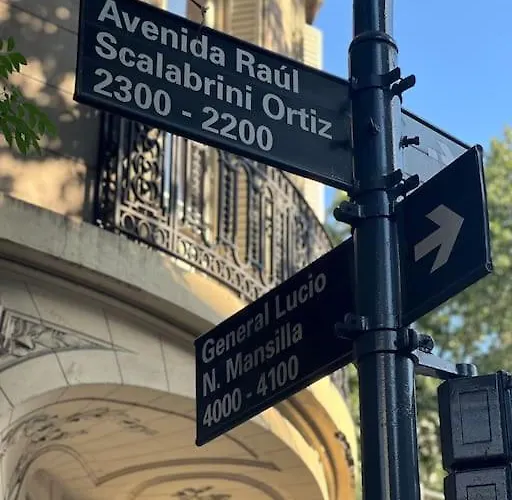 Avenida Raúl
Scalabrini Ortiz
2300 - 2200
General Lucio
N. Mansilla
4000 - 4100